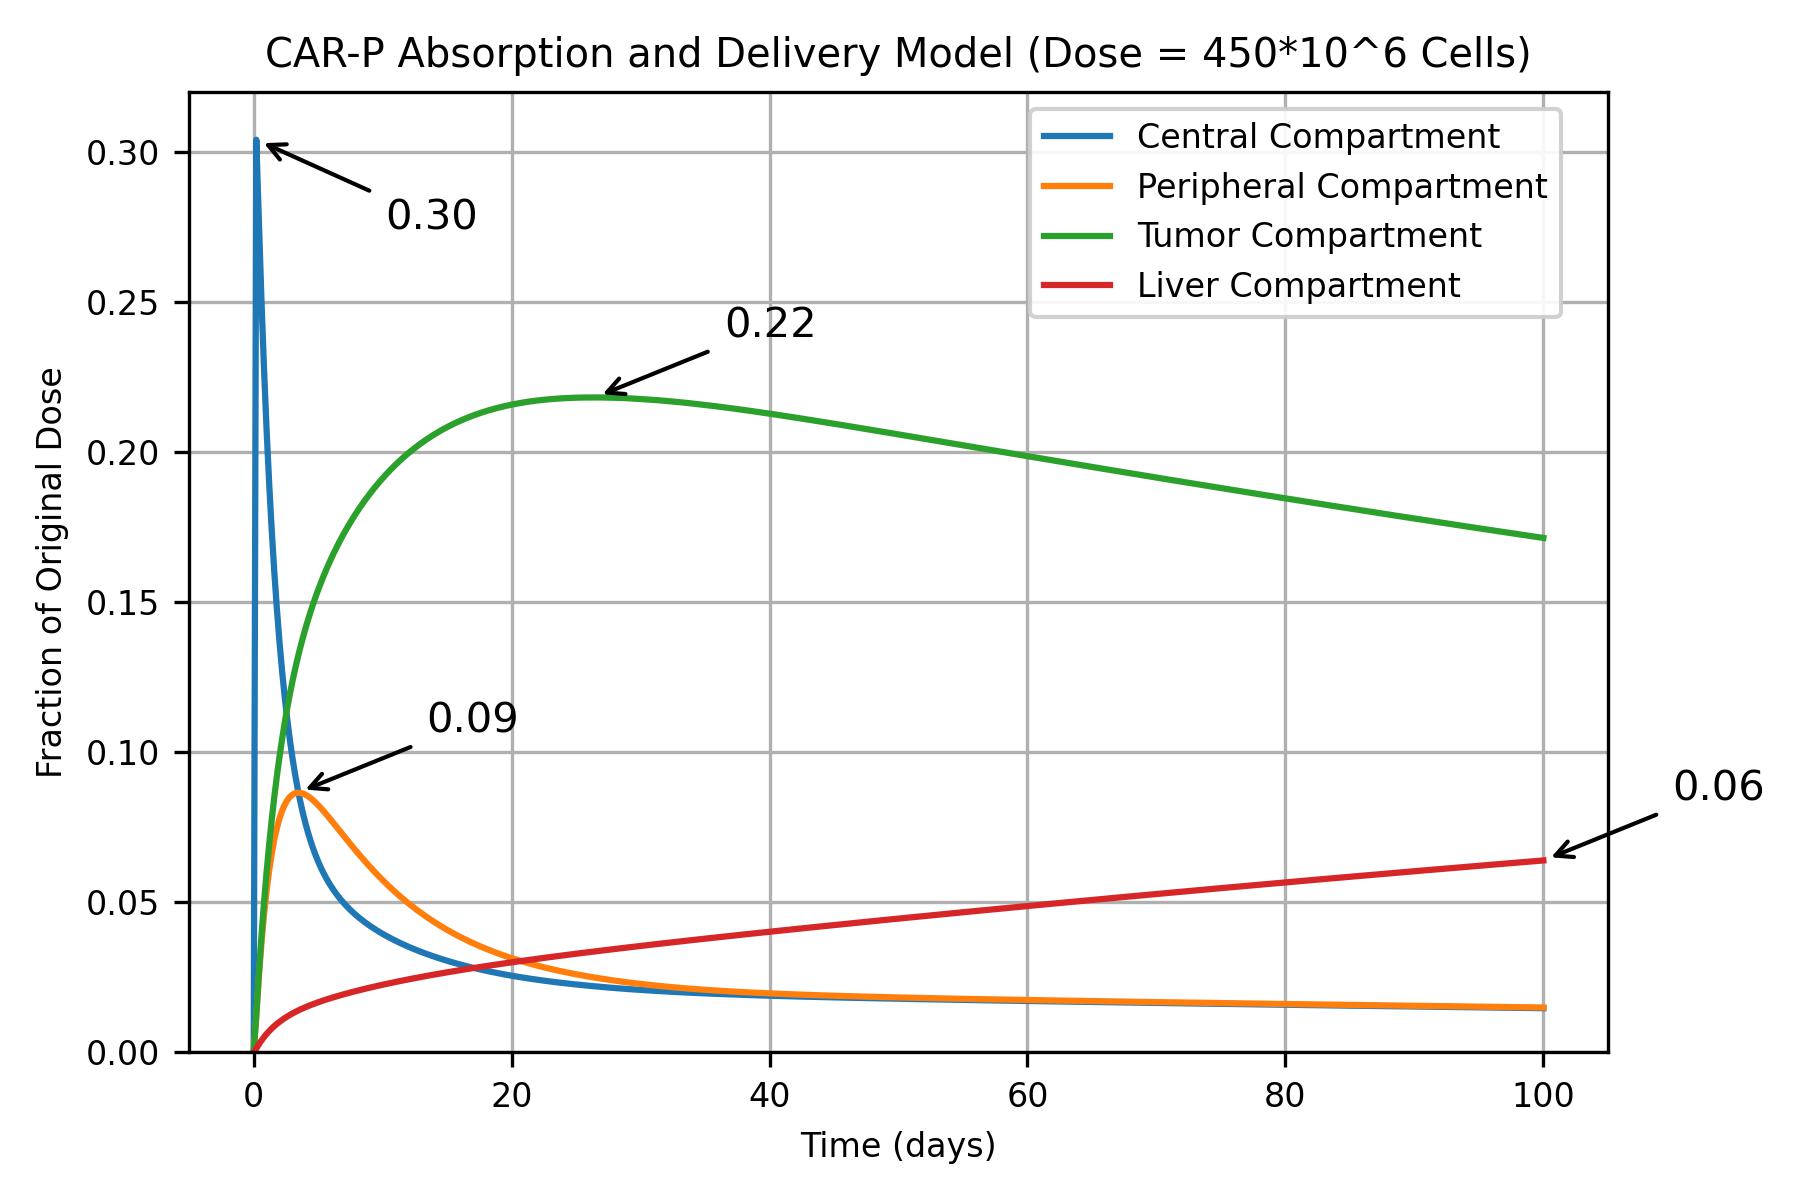 CAR-P Absorption and Delivery Model (Dose = 450*10^6 Cells)
Central Compartment
Peripheral Compartment
Tumor Compartment
Liver Compartment
0.30
0.22
0.09
0.06
Fraction of Original Dose
0.30
0.25
0.20
0.15
0.10
0.05
0.00
0 20 40 60 80 100
Time (days)